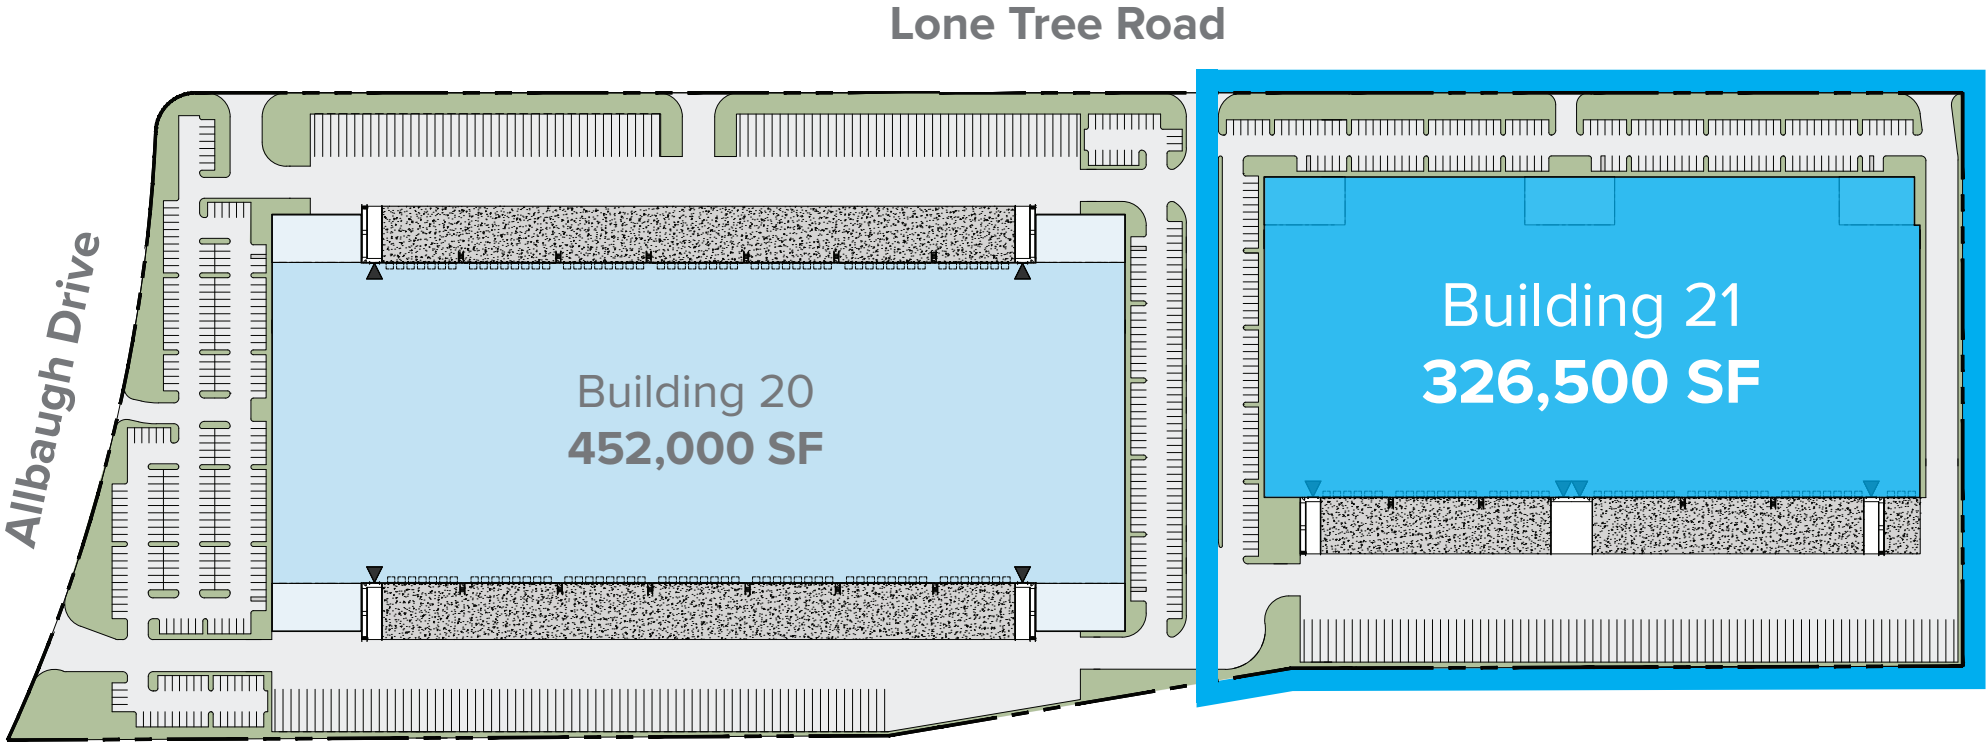 Lone Tree Road
Allbaugh Drive
Building 20
452,000 SF
Building 21
326,500 SF